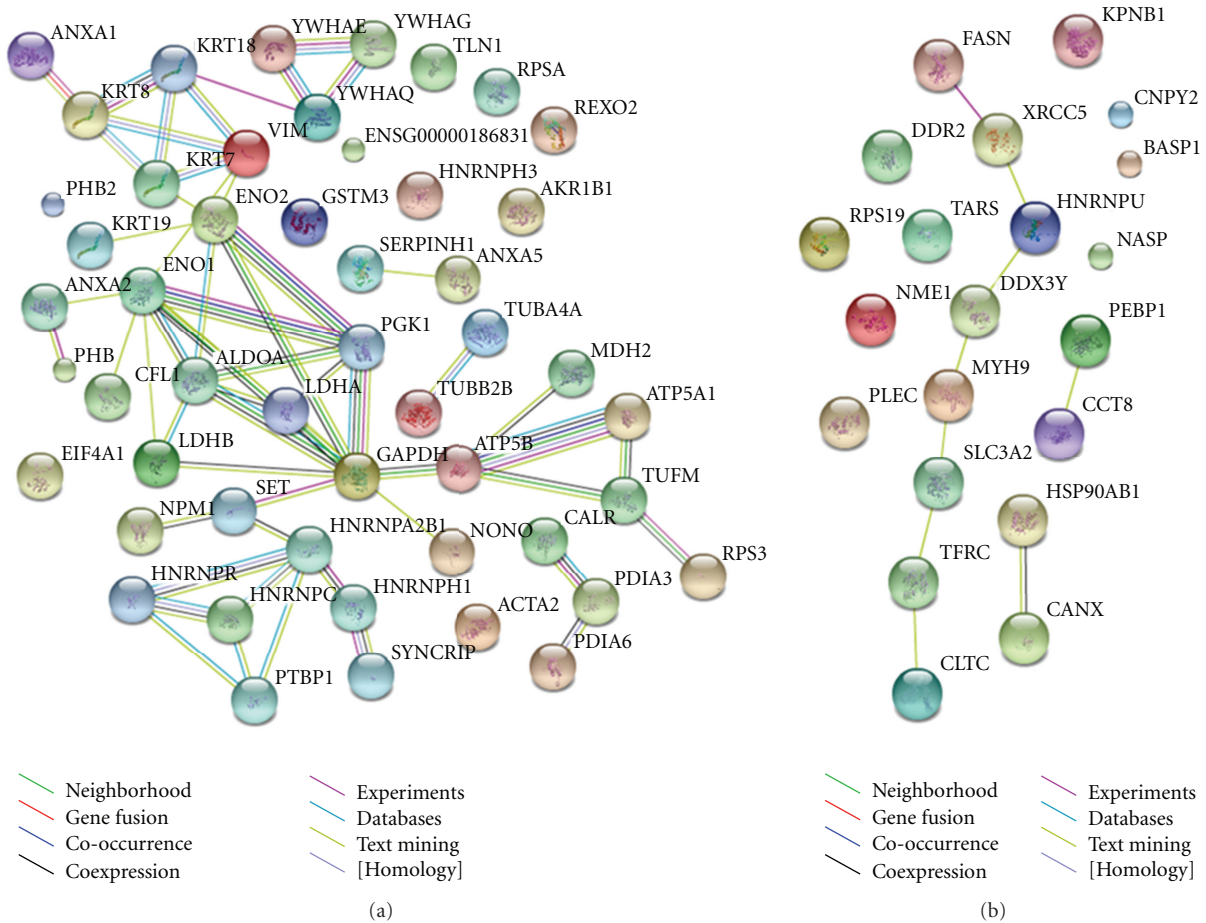 ANXA1
KRT18
YWHAE
YWHAG
TLN1
RPSA
KRT8
YWHAQ
REXO2
VIM
ENSG00000186831
KRT7
HNRNPH3
PHB2
ENO2
GSTM3
AKR1B1
KRT19
SERPINH1
ANXA5
ENO1
ANXA2
TUBA4A
PGK1
MDH2
PHB
CFL1
ALDOA
LDHA
TUBB2B
ATP5A1
LDHB
EIF4A1
GAPDH
ATP5B
TUFM
SET
NPM1
HNRNPA2B1
NONO
CALR
RPS3
HNRNPR
HNRNPC
HNRNPH1
PDIA3
ACTA2
PDIA6
SYNCRIP
PTBP1
Neighborhood
Gene fusion
Co-occurrence
Coexpression
Experiments
Databases
Text mining
[Homology]
(a)
KPNB1
FASN
CNPY2
XRCC5
DDR2
BASP1
HNRNPU
RPS19
TARS
NASP
DDX3Y
NME1
PEBP1
MYH9
PLEC
CCT8
SLC3A2
HSP90AB1
TFRC
CANX
CLTC
Neighborhood
Gene fusion
Co-occurrence
Coexpression
Experiments
Databases
Text mining
[Homology]
(b)